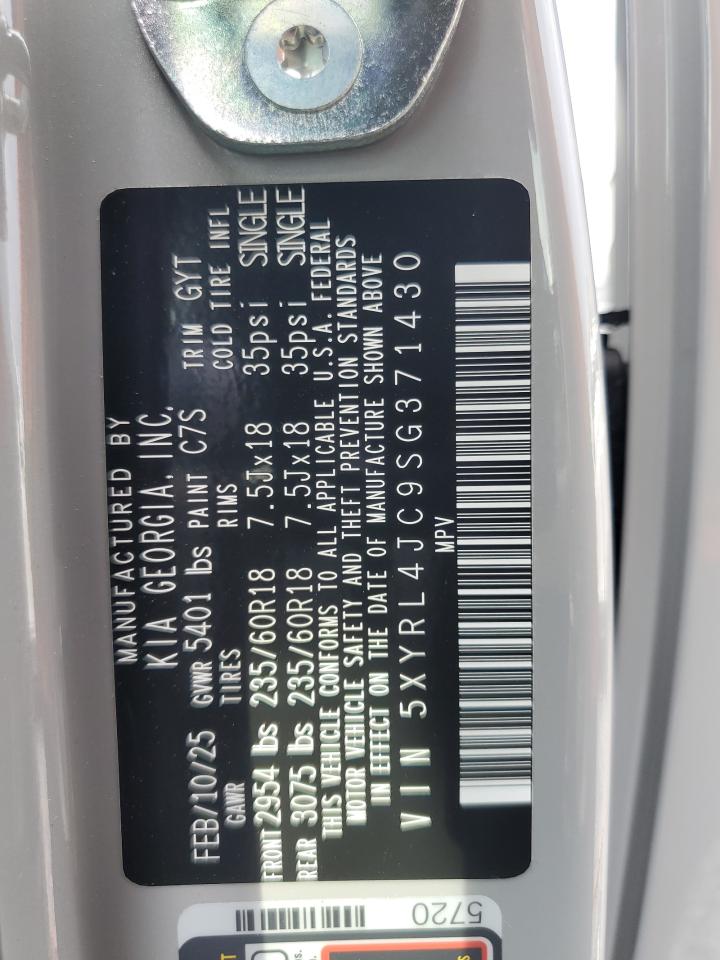 MANUFACTURED BY
KIA GEORGIA, INC.
FEB/10/25 GVWR 5401 lbs PAINT C7S TRIM GYT
GAWR TIRES RIMS COLD TIRE INFL
FRONT 2954 lbs 235/60R18 7.5Jx18 35psi SINGLE
REAR 3075 lbs 235/60R18 7.5Jx18 35psi SINGLE
THIS VEHICLE CONFORMS TO ALL APPLICABLE U.S.A. FEDERAL
MOTOR VEHICLE SAFETY AND THEFT PREVENTION STANDARDS
IN EFFECT ON THE DATE OF MANUFACTURE SHOWN ABOVE
VIN 5XYRL4JC9SG371430
MPV
5720